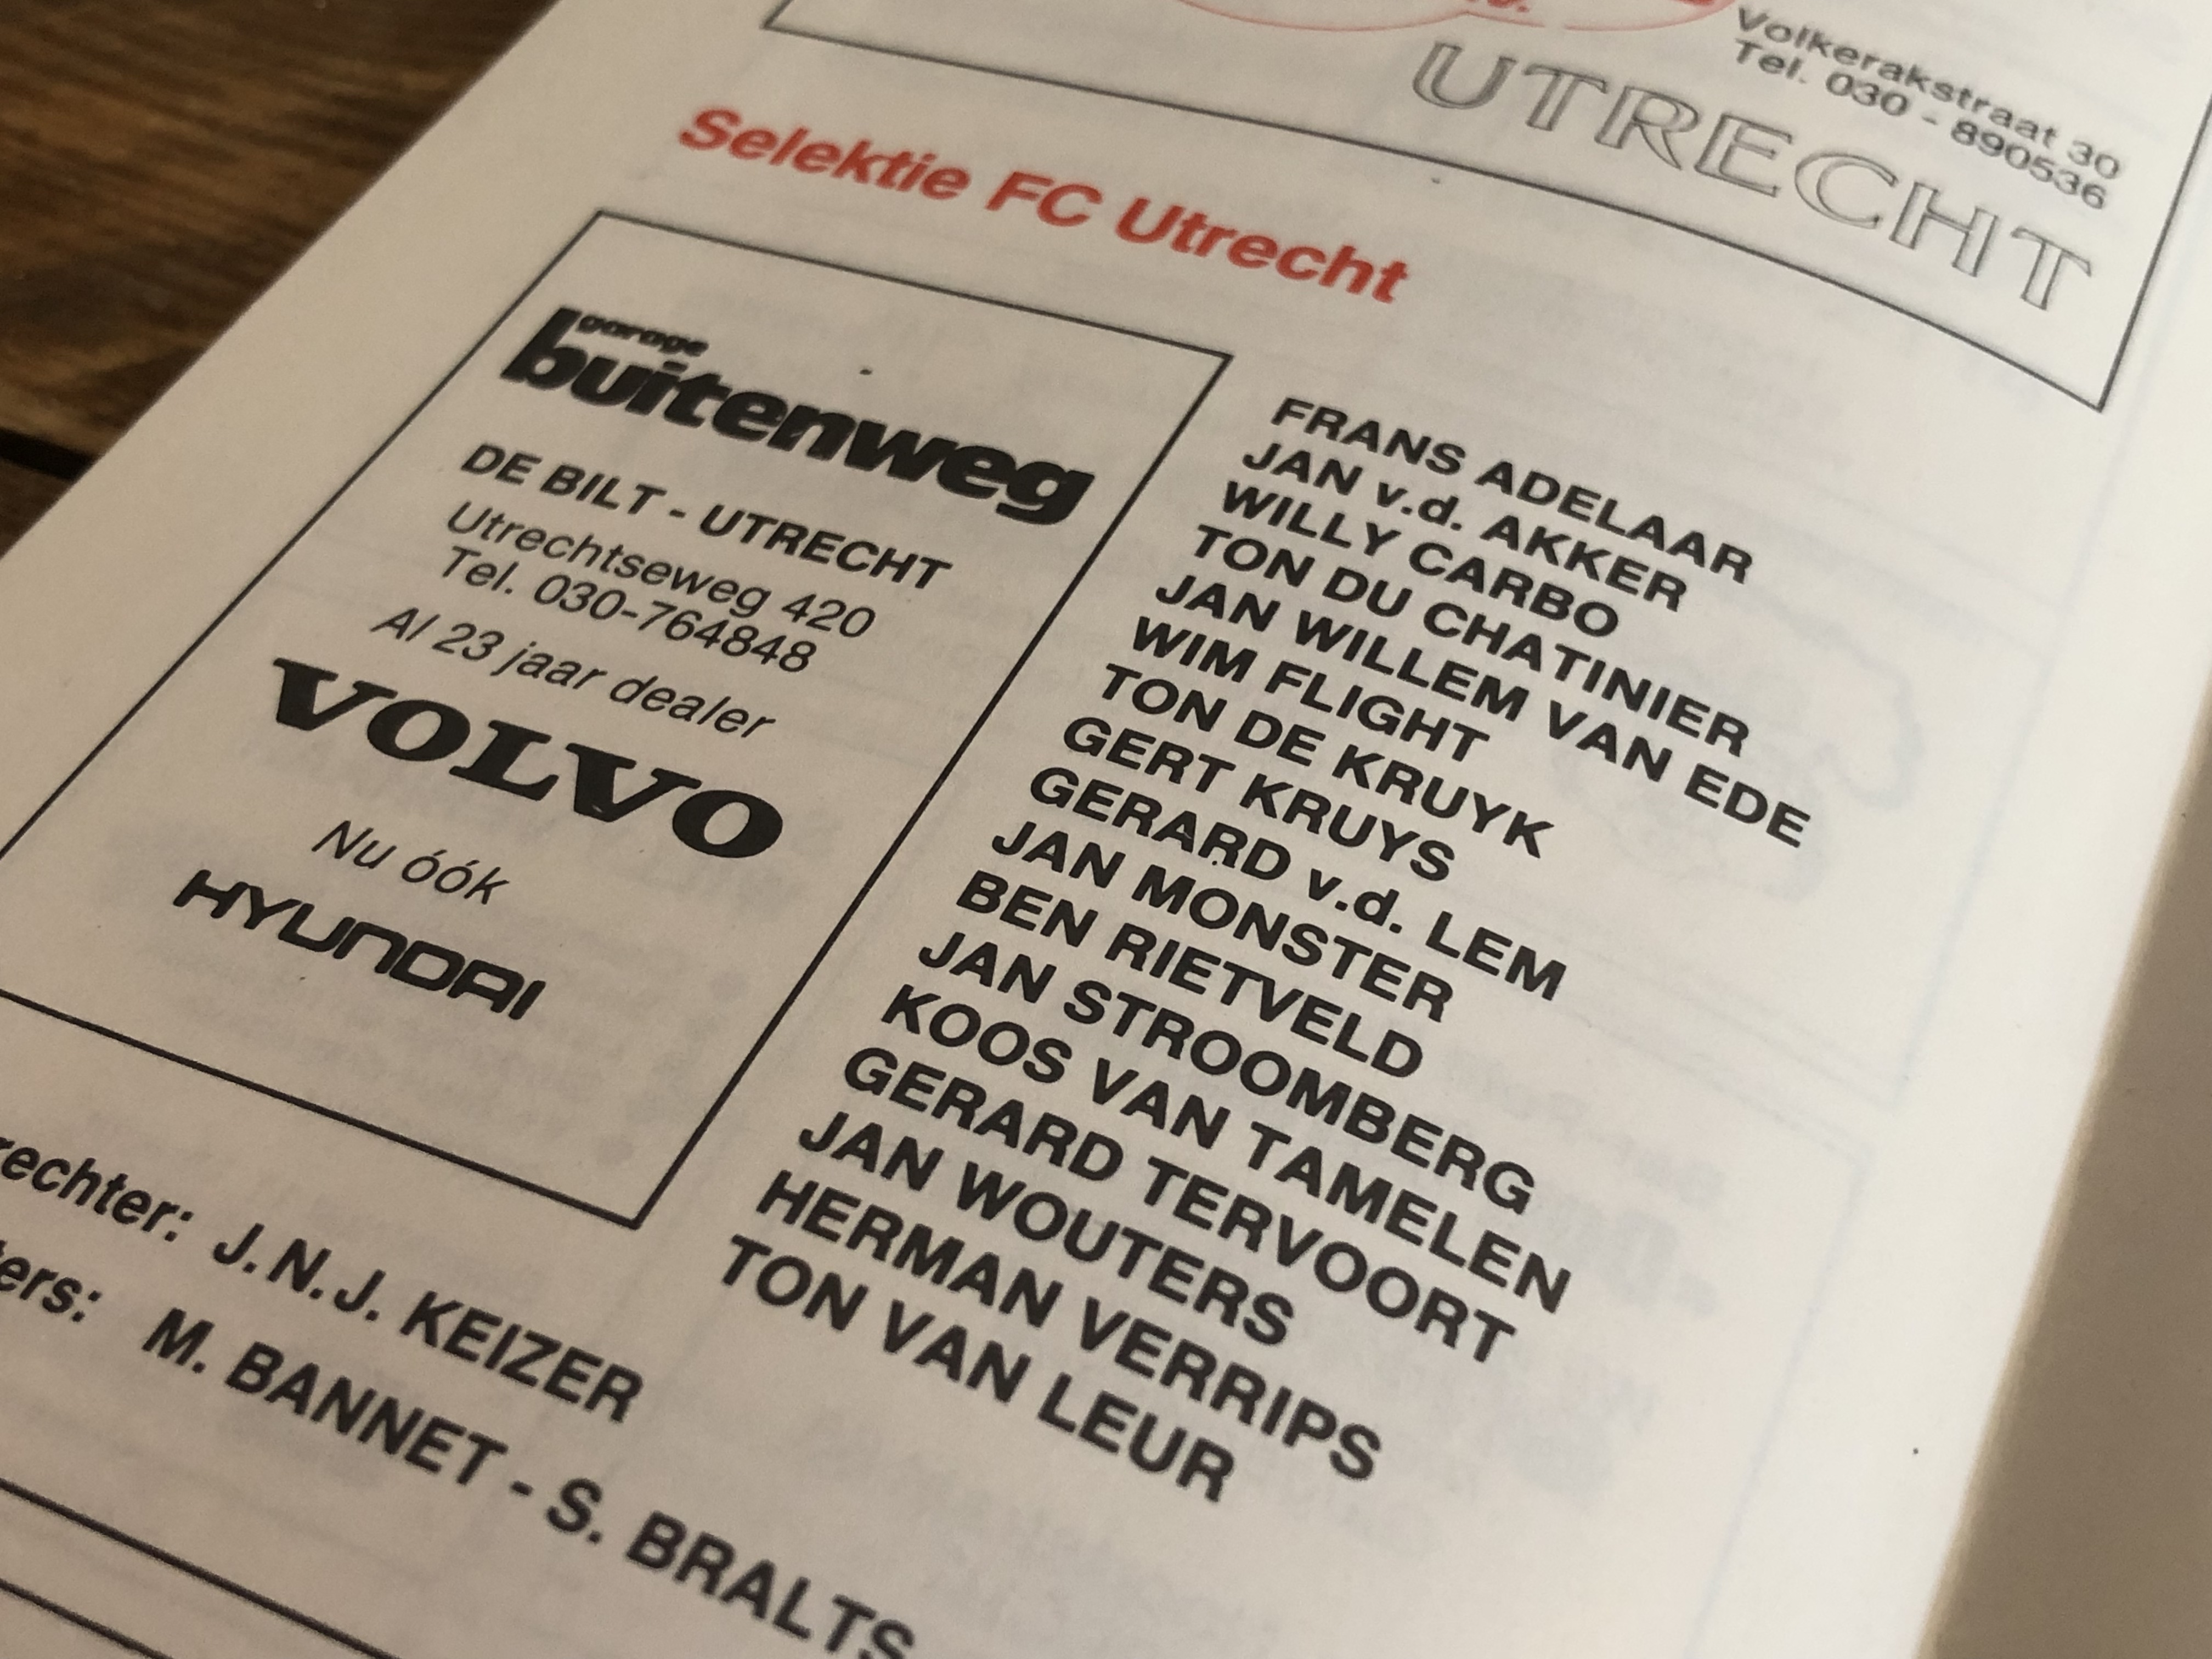 Volkerakstraat 30
Tel. 030 - 890536
UTRECHT
Selektie FC Utrecht
garage
buitenweg
DE BILT - UTRECHT
Utrechtseweg 420
Tel. 030-764848
Al 23 jaar dealer
VOLVO
Nu óók
HYUNDAI
FRANS ADELAAR
JAN v.d. AKKER
WILLY CARBO
TON DU CHATINIER
JAN WILLEM VAN EDE
WIM FLIGHT
TON DE KRUYK
GERT KRUYS
GERARD v.d. LEM
JAN MONSTER
BEN RIETVELD
JAN STROOMBERG
KOOS VAN TAMELEN
GERARD TERVOORT
JAN WOUTERS
HERMAN VERRIPS
TON VAN LEUR
rechter: J.N.J. KEIZER
ers: M. BANNET - S. BRALTS